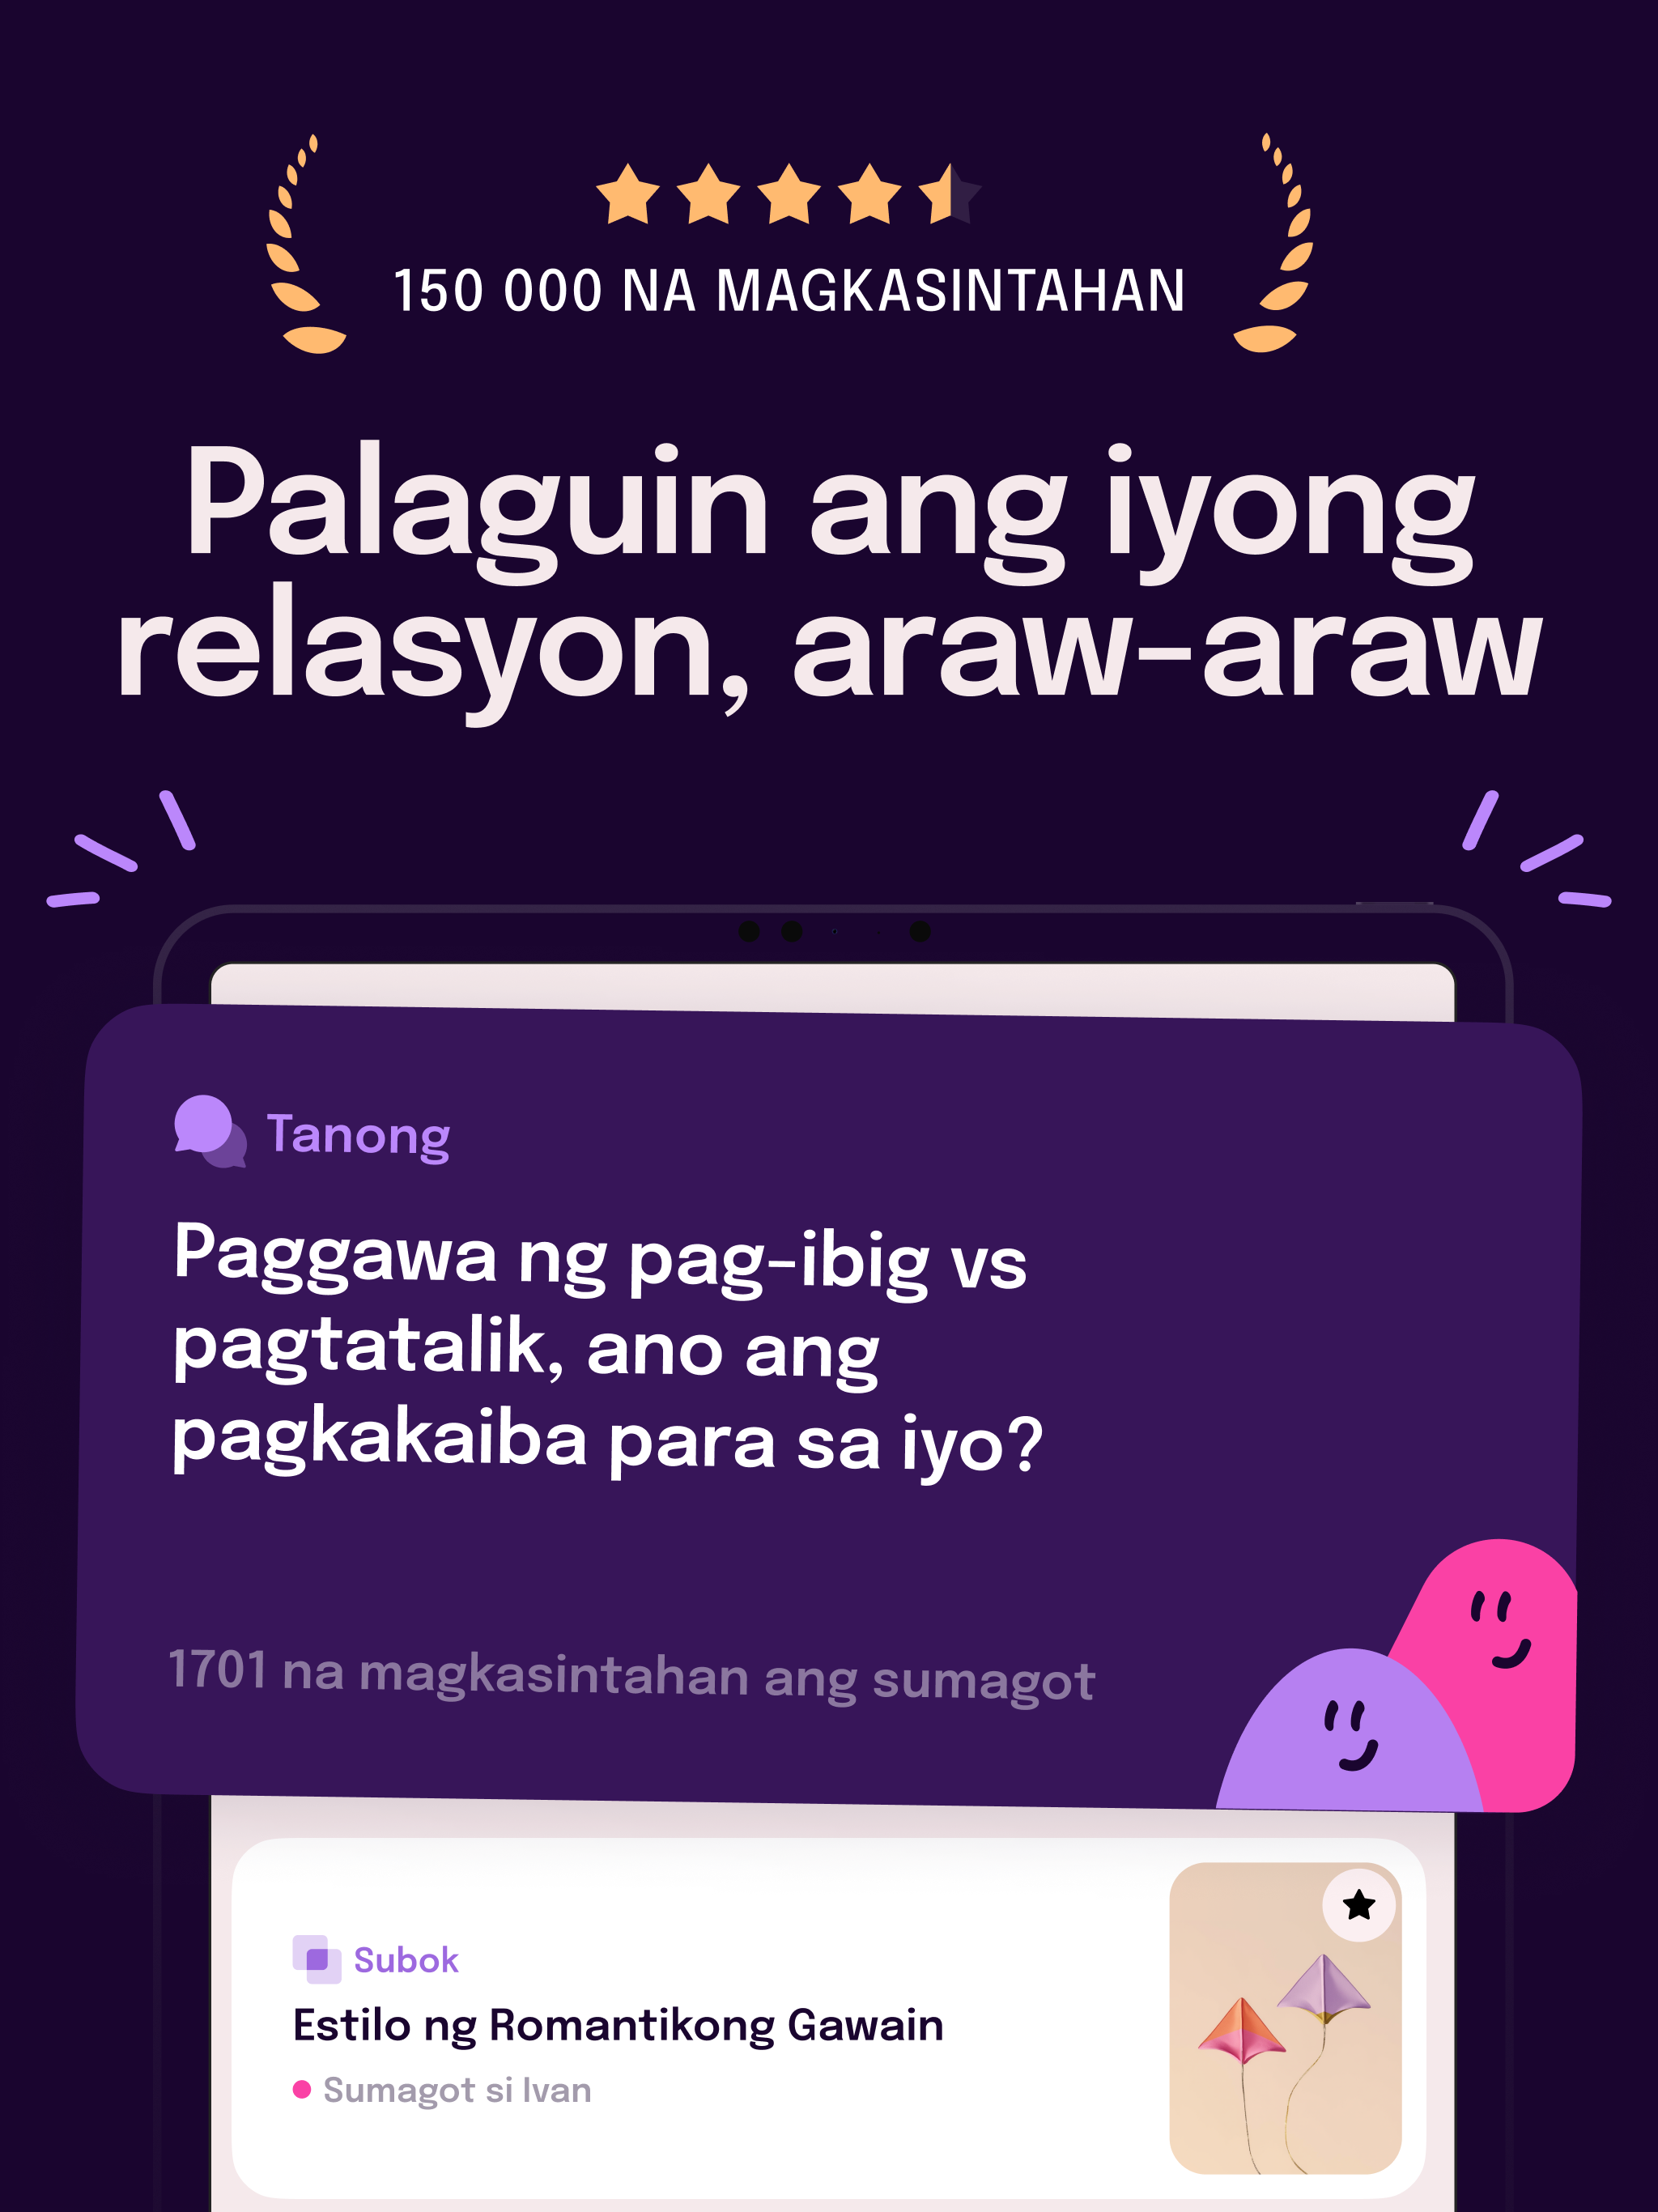 150 000 NA MAGKASINTAHAN
Palaguin ang iyong
relasyon, araw-araw
Tanong
Paggawa ng pag-ibig vs
pagtatalik, ano ang
pagkakaiba para sa iyo?
1701 na magkasintahan ang sumagot
Subok
Estilo ng Romantikong Gawain
Sumagot si Ivan